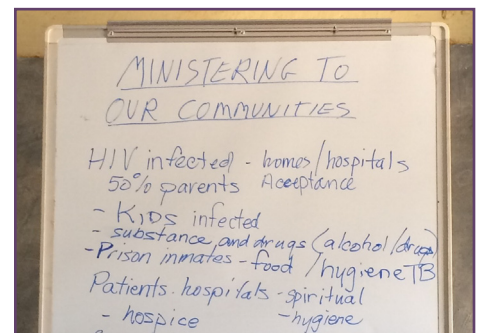 MINISTERING TO
OUR COMMUNITIES
HIV infected - homes/hospitals
50% parents Acceptance
- KIDS infected
- substance and drugs (alcohol/drugs)
- Prison inmates - food /hygiene TB
Patients. hospitals - spiritual
- hospice - hygiene